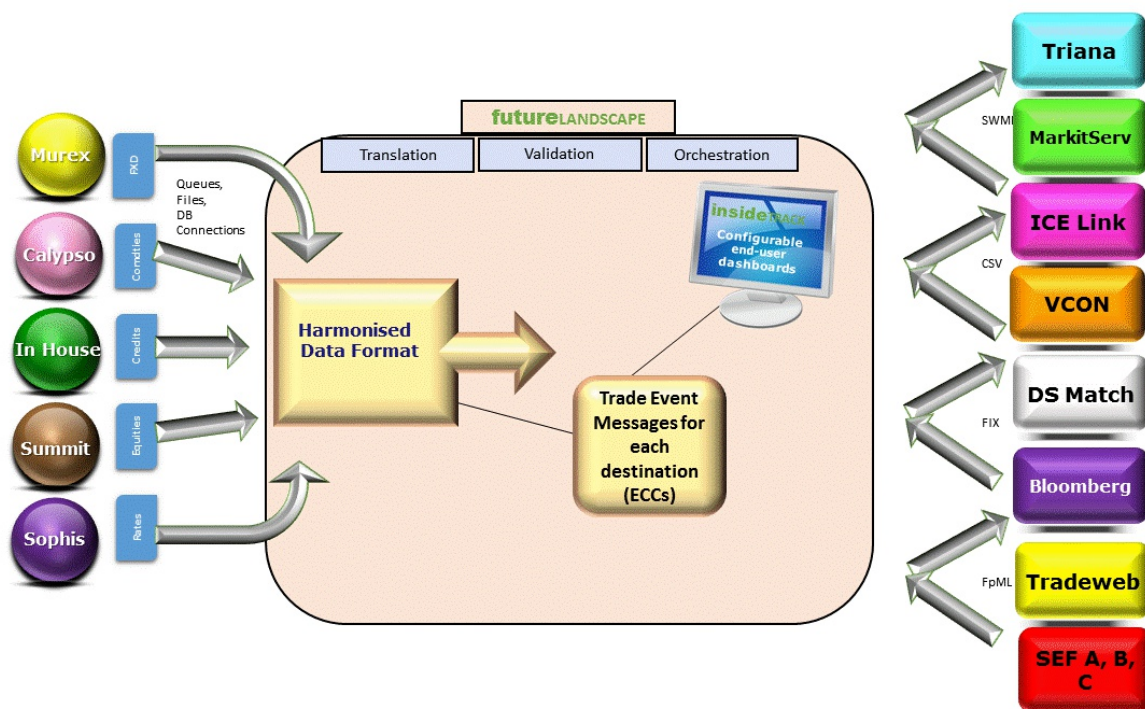 Murex
FXD
Queues,
Files,
DB
Connections
Calypso
Comdties
In House
Credits
Summit
Equities
Sophis
Rates
futureLANDSCAPE
Translation
Validation
Orchestration
insideTRACK
Configurable
end-user
dashboards
Harmonised
Data Format
Trade Event
Messages for
each
destination
(ECCs)
Triana
SWMl
MarkitServ
ICE Link
CSV
VCON
DS Match
FIX
Bloomberg
FpML
Tradeweb
SEF A, B,
C